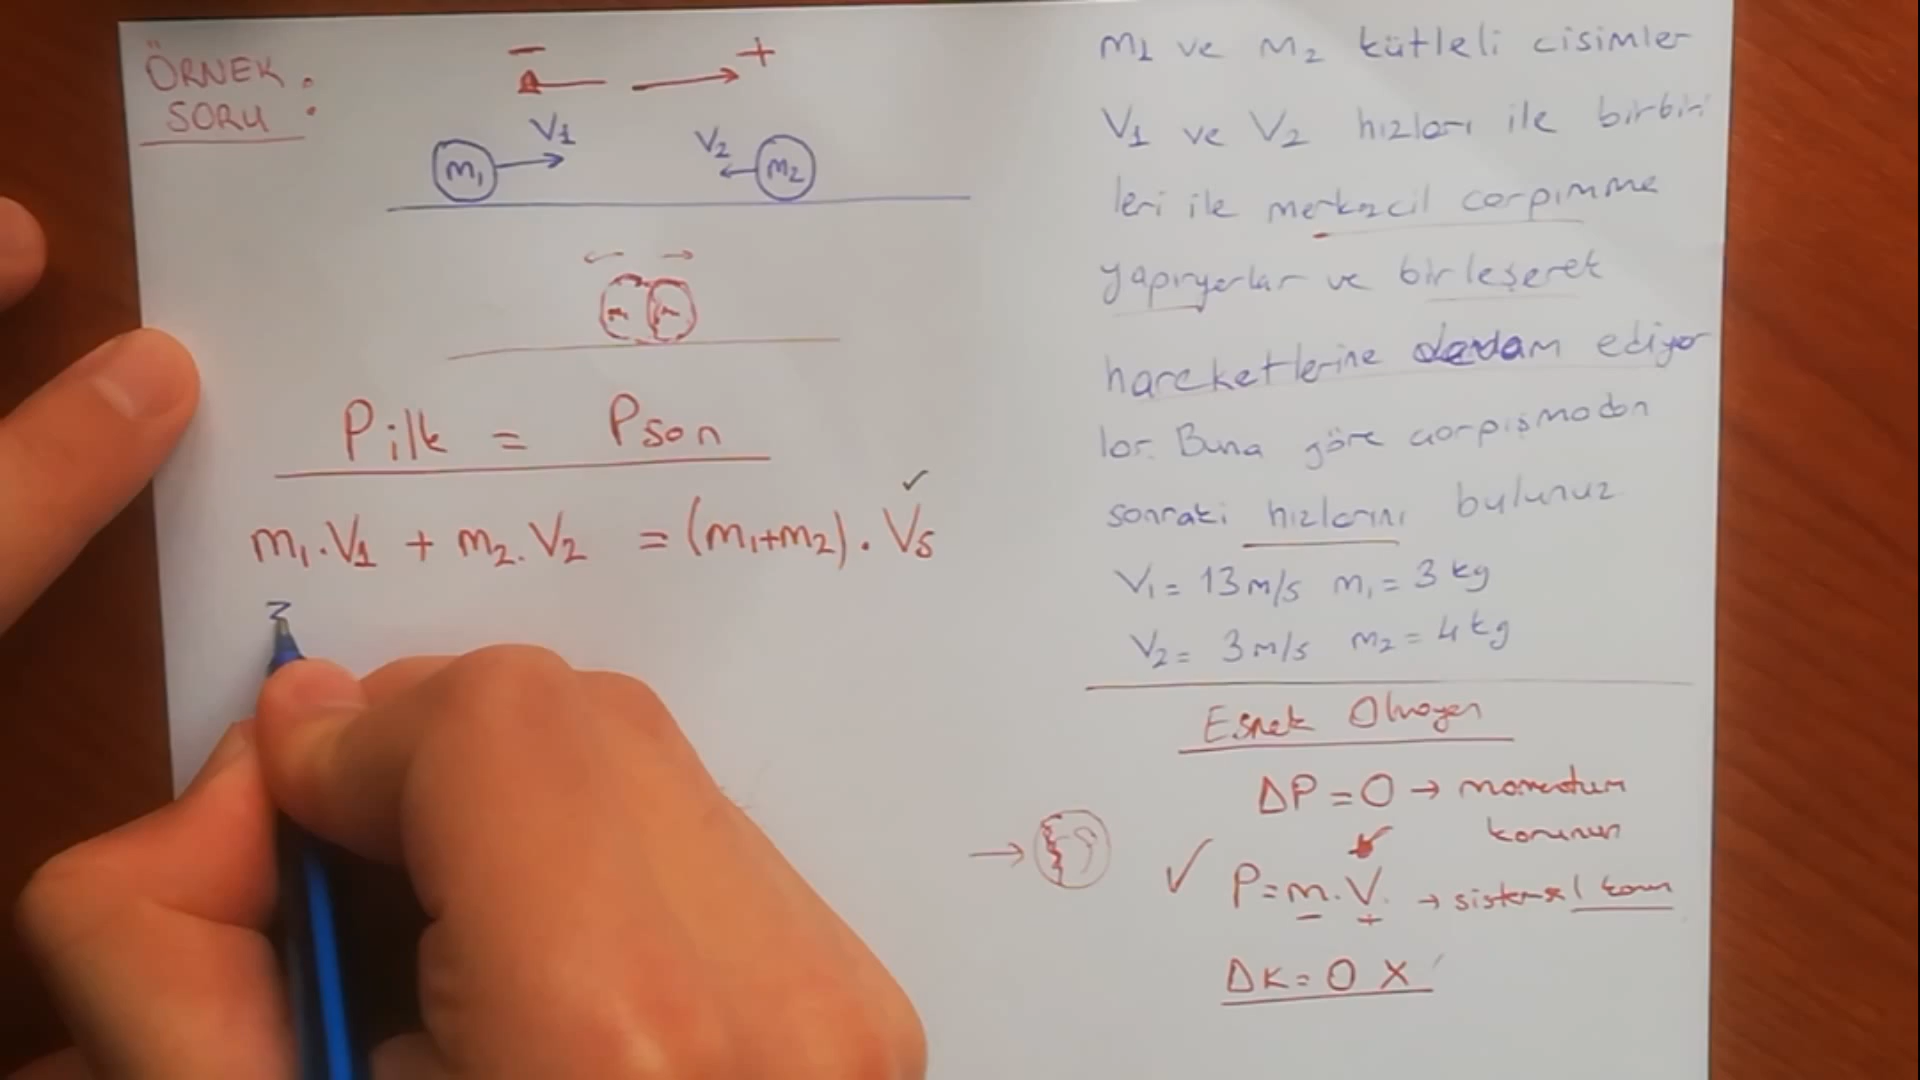 ÖRNEK :
SORU
- +
V1
V2
m1
m2
Pilk = Pson
m1.V1 + m2.V2 = (m1+m2). Vs
3
m1 ve m2 kütleli cisimler
V1 ve V2 hızları ile birbiri
leri ile merkezcil çarpımme
yapıyerlar ve birleşerek
hareketlerine devam ediyor
lar. Buna göre çarpışmadan
sonraki hızlarını bulunuz
V1 = 13 m/s m1 = 3 kg
V2 = 3 m/s m2 = 4 kg
Esnek Olmayan
ΔP = 0 → momentum
korunur
✓ P = m.V. → sistemsel
ΔK = 0 X